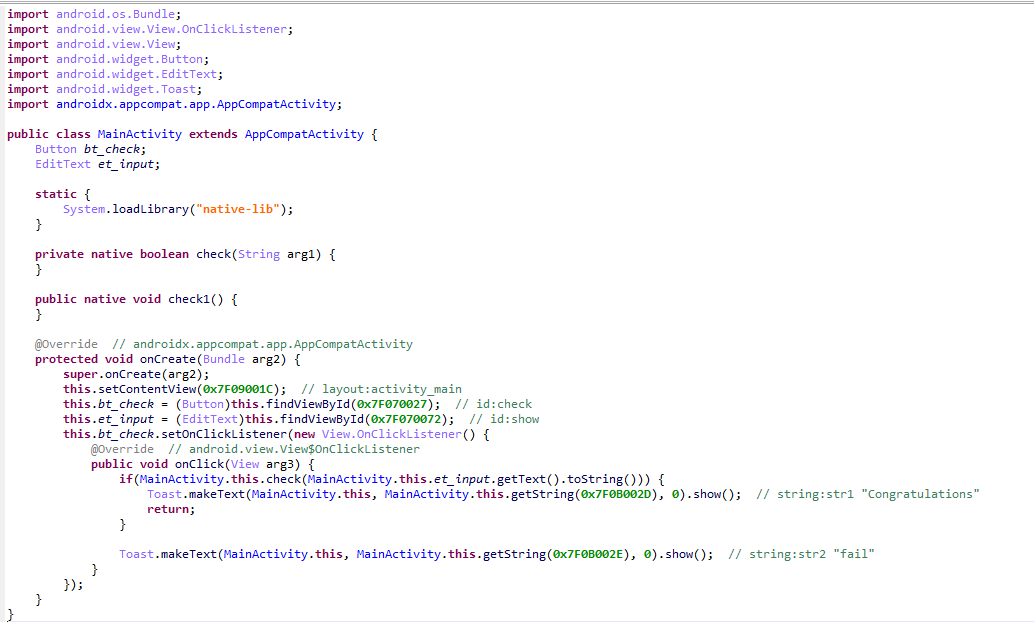 import android.os.Bundle;
import android.view.View.OnClickListener;
import android.view.View;
import android.widget.Button;
import android.widget.EditText;
import android.widget.Toast;
import androidx.appcompat.app.AppCompatActivity;

public class MainActivity extends AppCompatActivity {
    Button bt_check;
    EditText et_input;

    static {
        System.loadLibrary("native-lib");
    }

    private native boolean check(String arg1) {
    }

    public native void check1() {
    }

    @Override  // androidx.appcompat.app.AppCompatActivity
    protected void onCreate(Bundle arg2) {
        super.onCreate(arg2);
        this.setContentView(0x7F09001C);  // layout:activity_main
        this.bt_check = (Button)this.findViewById(0x7F070027);  // id:check
        this.et_input = (EditText)this.findViewById(0x7F070072);  // id:show
        this.bt_check.setOnClickListener(new View.OnClickListener() {
            @Override  // android.view.View$OnClickListener
            public void onClick(View arg3) {
                if(MainActivity.this.check(MainActivity.this.et_input.getText().toString())) {
                    Toast.makeText(MainActivity.this, MainActivity.this.getString(0x7F0B002D), 0).show();  // string:str1 "Congratulations"
                    return;
                }

                Toast.makeText(MainActivity.this, MainActivity.this.getString(0x7F0B002E), 0).show();  // string:str2 "fail"
            }
        });
    }
}